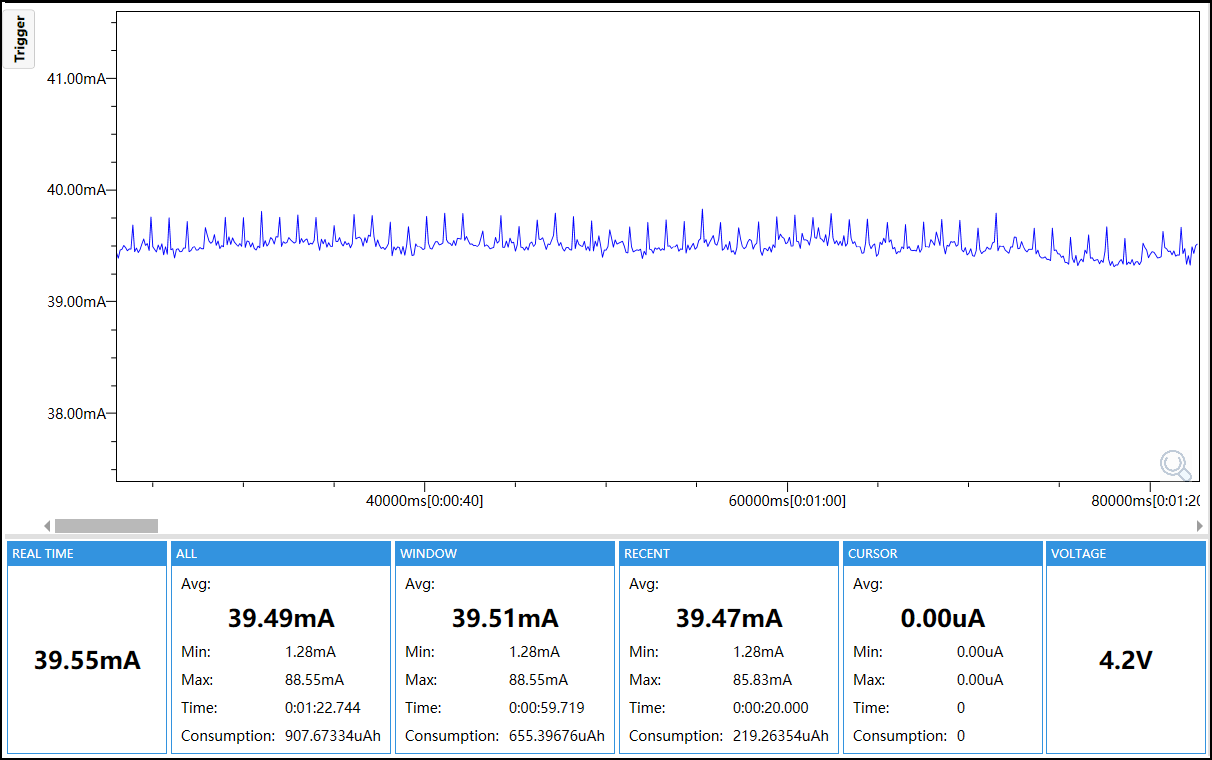 Trigger
41.00mA
40.00mA
39.00mA
38.00mA
40000ms[0:00:40] 60000ms[0:01:00] 80000ms[0:01:20
REAL TIME ALL WINDOW RECENT CURSOR VOLTAGE
Avg: Avg: Avg: Avg:
39.49mA 39.51mA 39.47mA 0.00uA
Min: 1.28mA Min: 1.28mA Min: 1.28mA Min: 0.00uA
39.55mA 4.2V
Max: 88.55mA Max: 88.55mA Max: 85.83mA Max: 0.00uA
Time: 0:01:22.744 Time: 0:00:59.719 Time: 0:00:20.000 Time: 0
Consumption: 907.67334uAh Consumption: 655.39676uAh Consumption: 219.26354uAh Consumption: 0